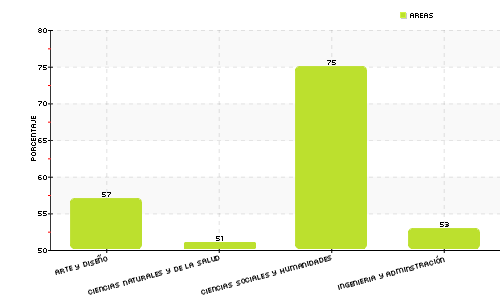 AREAS
80
75
70
65
60
55
50
PORCENTAJE
57
51
75
53
ARTE Y DISEÑO
CIENCIAS NATURALES Y DE LA SALUD
CIENCIAS SOCIALES Y HUMANIDADES
INGENIERIA Y ADMINSTRACIÓN